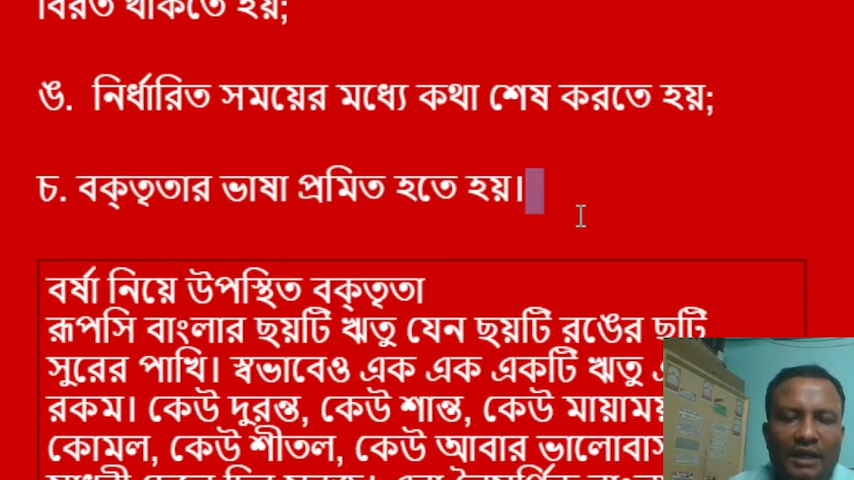 বিরত থাকতে হয়;
ঙ. নির্ধারিত সময়ের মধ্যে কথা শেষ করতে হয়;
চ. বক্তৃতার ভাষা প্রমিত হতে হয়।
বর্ষা নিয়ে উপস্থিত বক্তৃতা
রূপসি বাংলার ছয়টি ঋতু যেন ছয়টি রঙের ছটি
সুরের পাখি। স্বভাবেও এক এক একটি ঋতু
রকম। কেউ দুরন্ত, কেউ শান্ত, কেউ
কোমল, কেউ শীতল, কেউ আবার